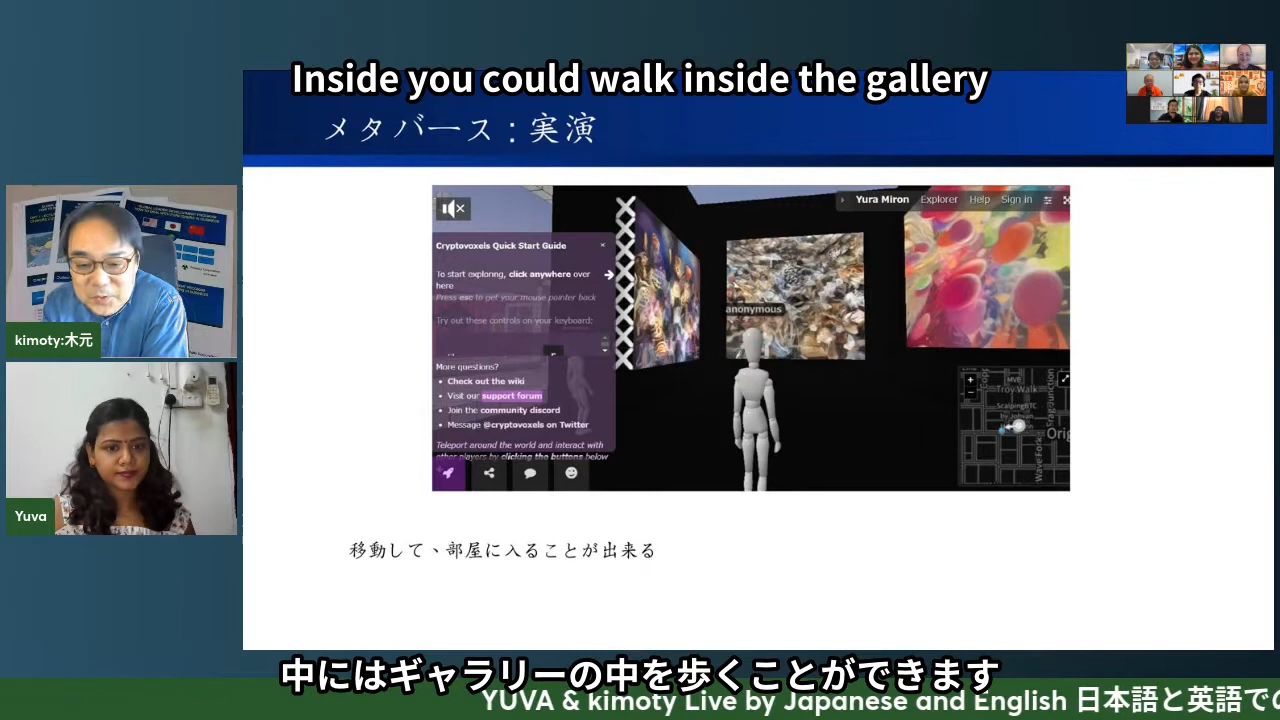 Inside you could walk inside the gallery
メタバース：実演
Yura Miron Explorer Help Sign in
Cryptovoxels Quick Start Guide ×
To start exploring, click anywhere over
here
Press esc to get your mouse pointer back
Try out these controls on your keyboard:
More questions?
• Check out the wiki
• Visit our support forum
• Join the community discord
• Message @cryptovoxels on Twitter
Teleport around the world and interact with
other players by clicking the buttons below
anonymous
MVB
Troy Walk
ScalpingBTC
Orig
kimoty:木元
Yuva
移動して、部屋に入ることが出来る
中にはギャラリーの中を歩くことができます
YUVA & kimoty Live by Japanese and English 日本語と英語での